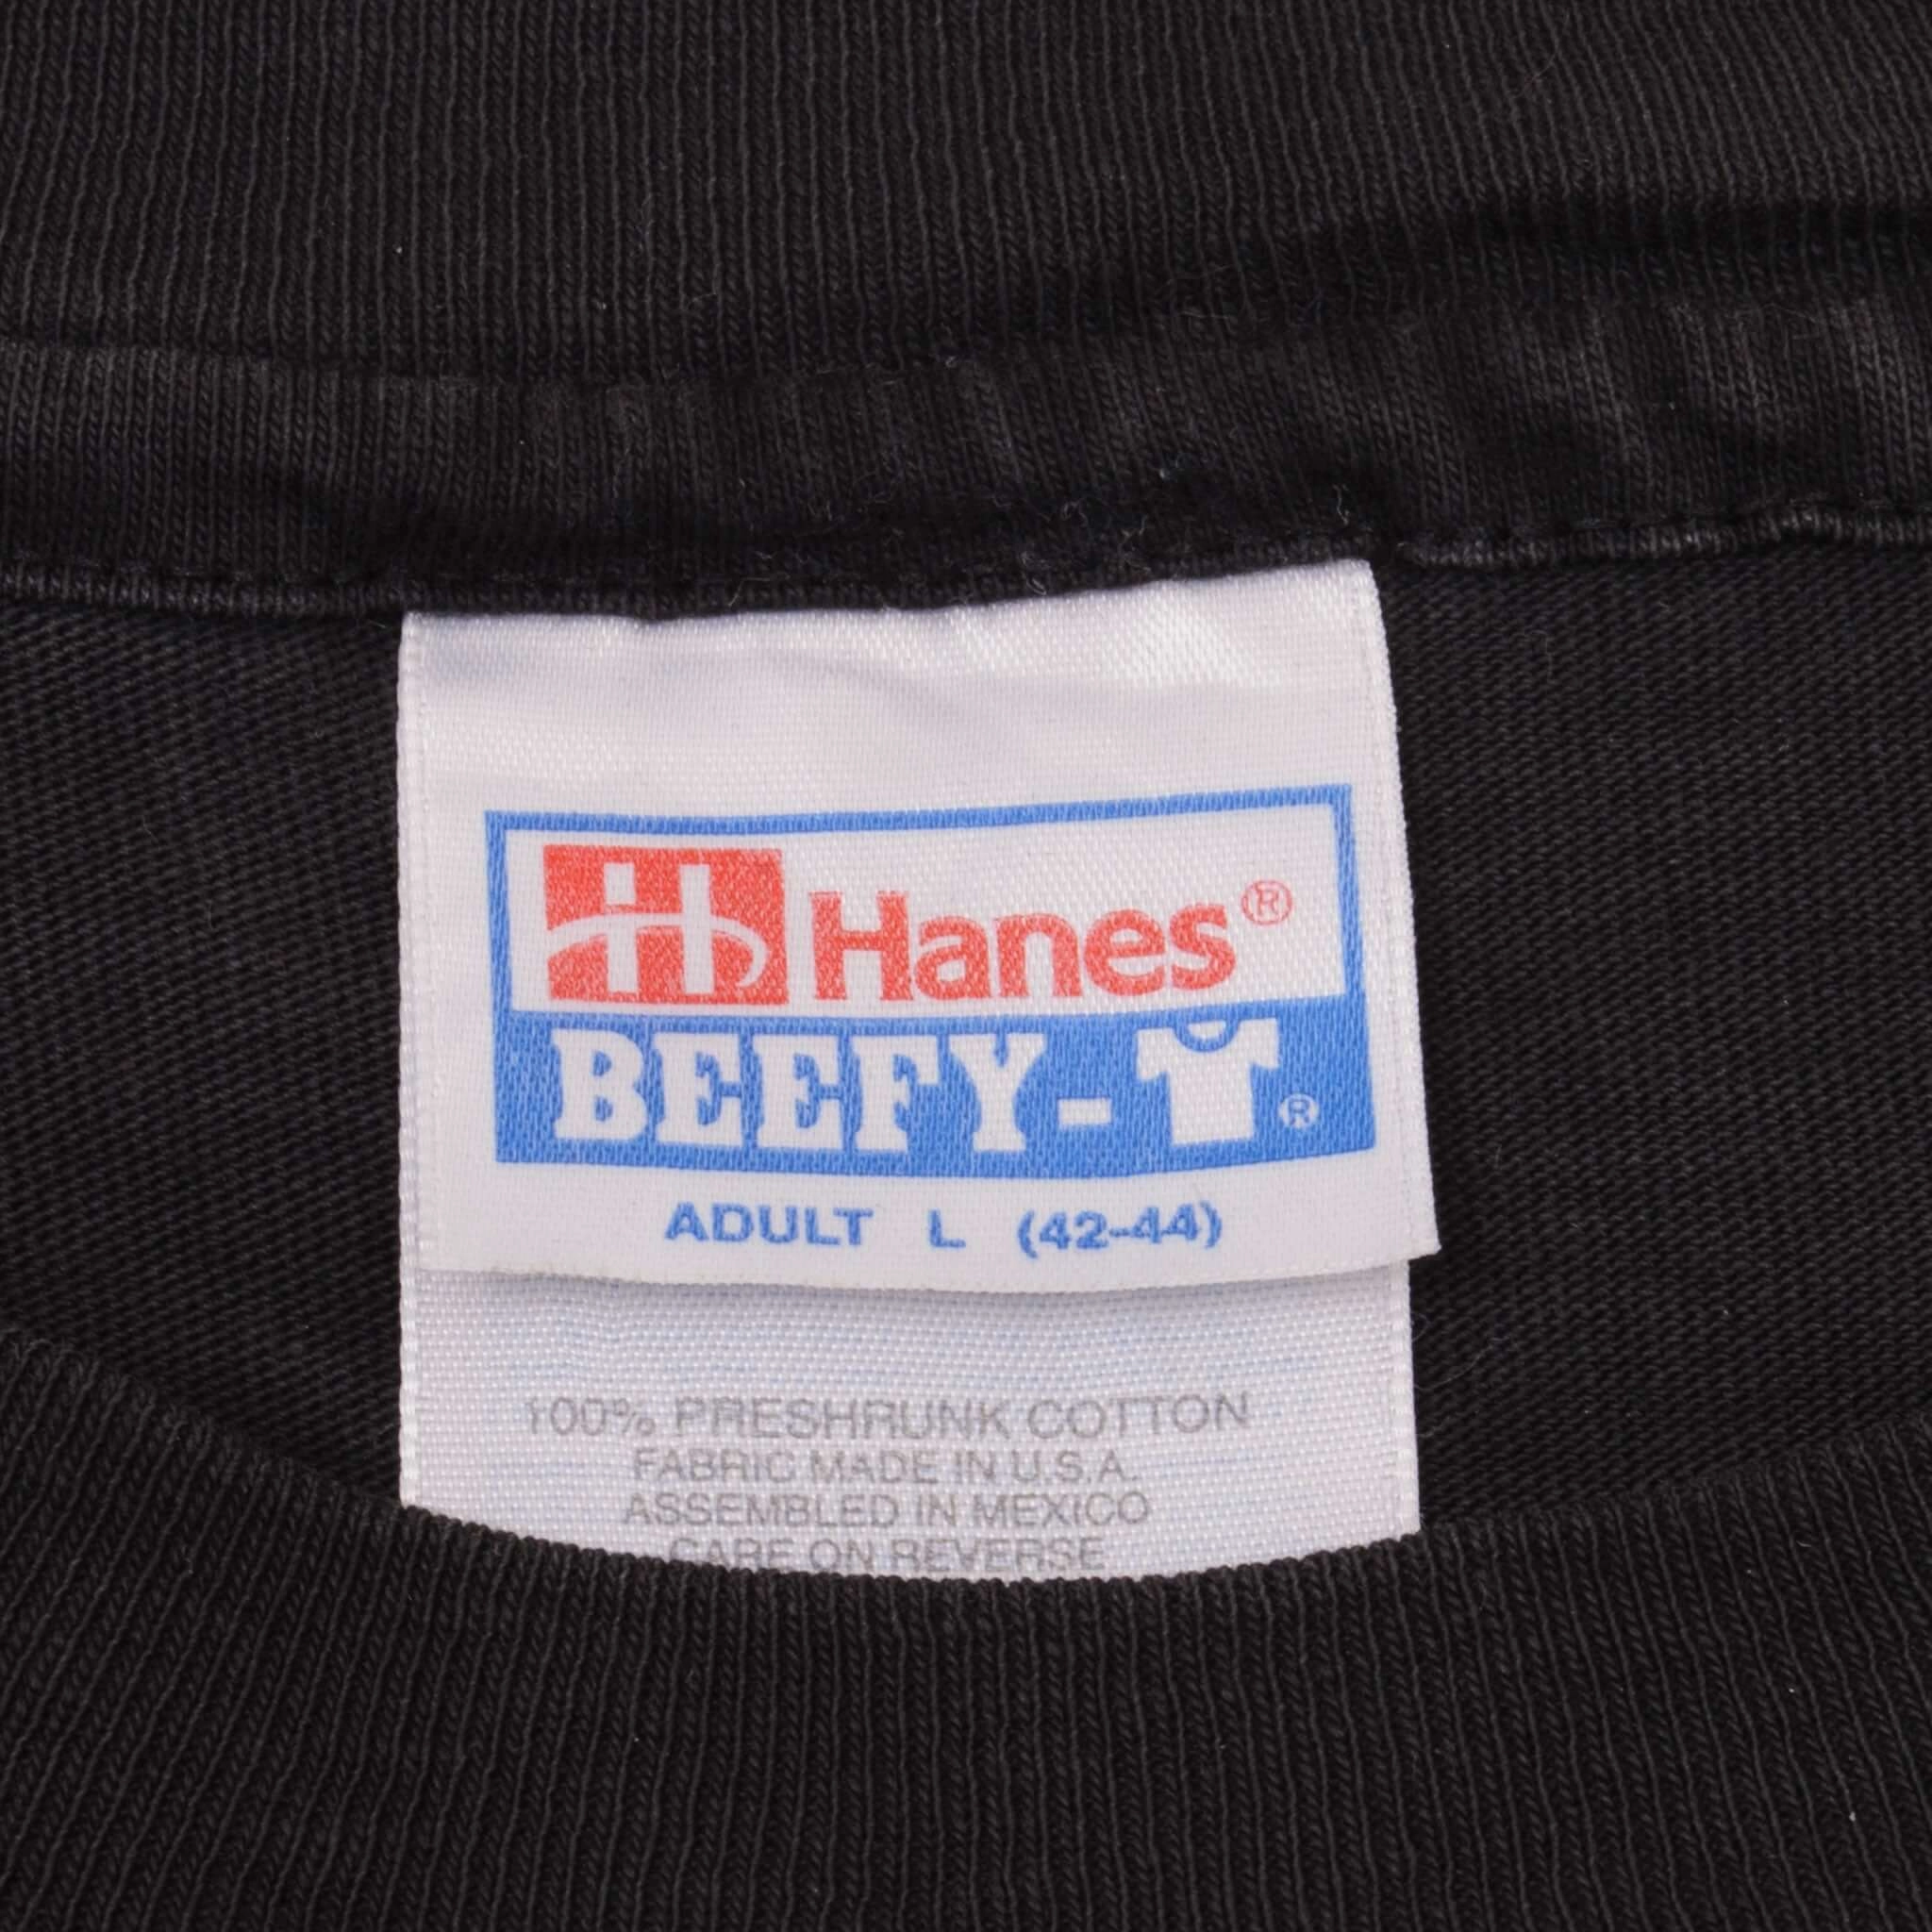 H Hanes®
BEEFY-T®
ADULT L (42-44)
100% PRESHRUNK COTTON
FABRIC MADE IN U.S.A.
ASSEMBLED IN MEXICO
CARE ON REVERSE